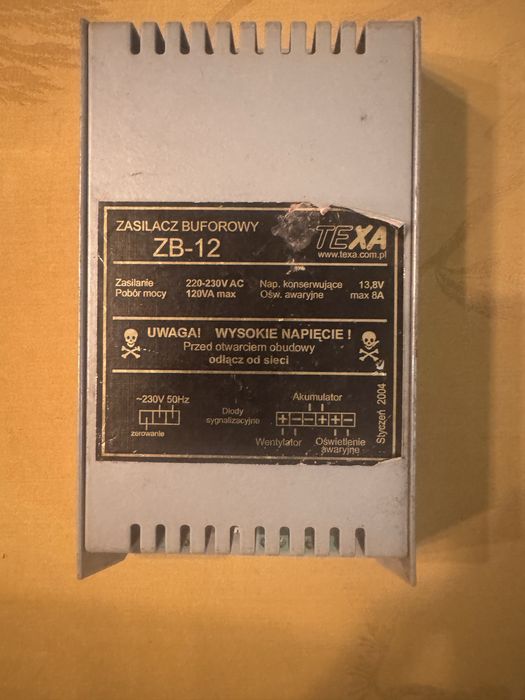 ZASILACZ BUFOROWY
ZB-12
TEXA
www.texa.com.pl
Zasilanie 220-230V AC Nap. konserwujące 13,8V
Pobór mocy 120VA max Ośw. awaryjne max 8A
UWAGA! WYSOKIE NAPIĘCIE !
Przed otwarciem obudowy
odłącz od sieci
~230V 50Hz
zerowanie
Diody
sygnalizacyjne
Akumulator
+ − − + + −
Wentylator
Oświetlenie
awaryjne
Styczeń 2004